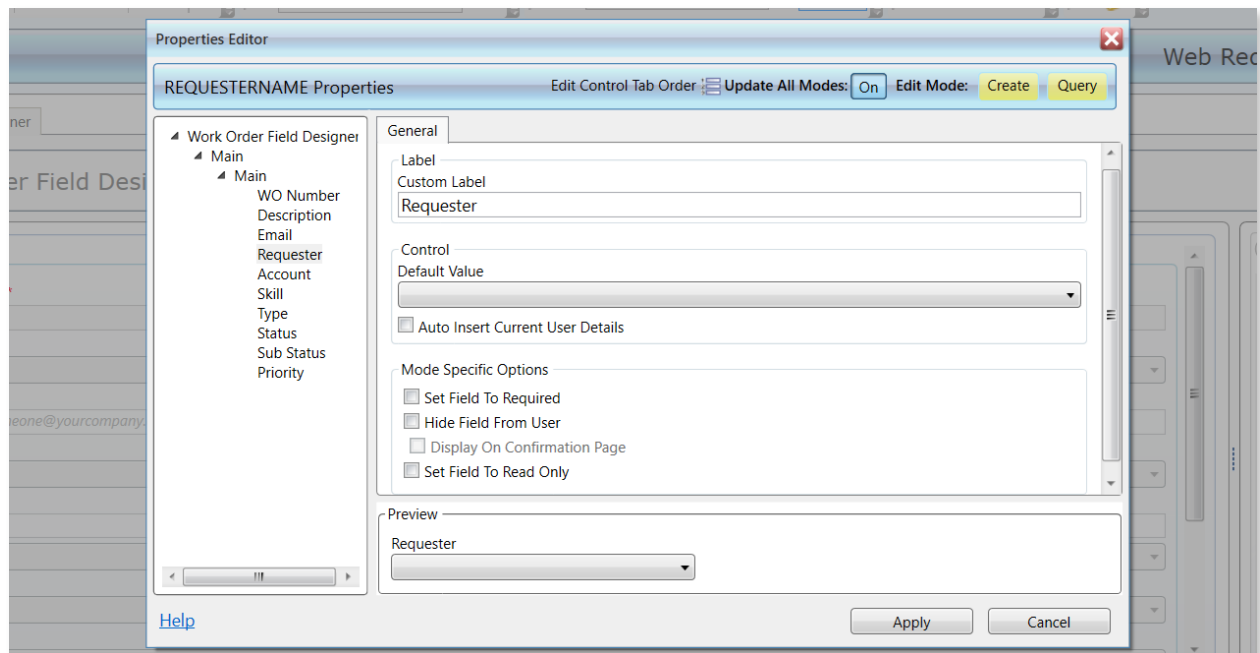 Properties Editor
Web Req
REQUESTERNAME Properties
Edit Control Tab Order Update All Modes: On Edit Mode: Create Query
ner
er Field Desi
*
meone@yourcompany.
Work Order Field Designer
Main
Main
WO Number
Description
Email
Requester
Account
Skill
Type
Status
Sub Status
Priority
General
Label
Custom Label
Requester
Control
Default Value
Auto Insert Current User Details
Mode Specific Options
Set Field To Required
Hide Field From User
Display On Confirmation Page
Set Field To Read Only
Preview
Requester
Help
Apply
Cancel